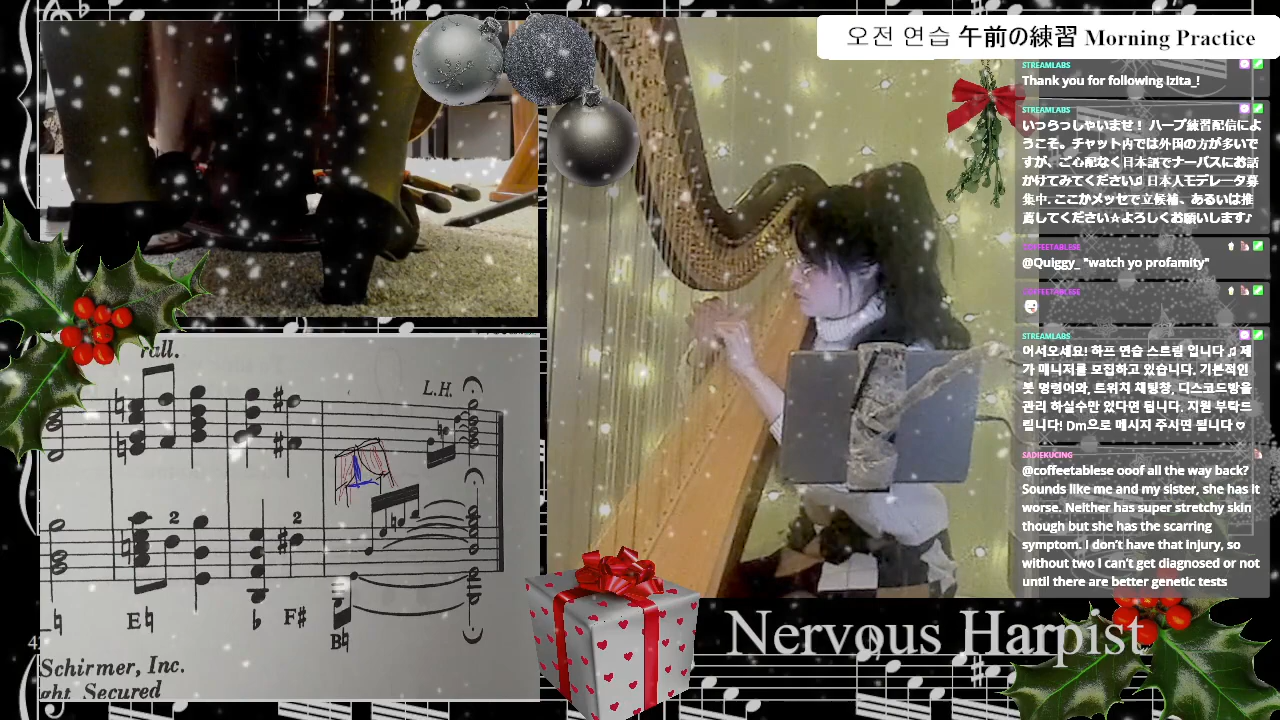 오전 연습 午前の練習 Morning Practice
STREAMLABS
Thank you for following Izita_!
STREAMLABS
いらっしゃいませ！ ハープ練習配信によ
うこそ。チャット内では外国の方が多いで
すが、ご心配なく日本語でナーバスにお話
かけてみてください♫ 日本人モデレータ募
集中. ここかメッセで立候補、あるいは推
薦してください☆よろしくお願いします♪
COFFEETABLESE
@Quiggy_ "watch yo profamity"
COFFEETABLESE
STREAMLABS
어서오세요! 하프 연습 스트림 입니다 ♫ 제
가 매니저를 모집하고 있습니다. 기본적인
봇 명령어와, 트위치 채팅창, 디스코드방을
관리 하실수만 있다면 됩니다. 지원 부탁드
립니다! Dm으로 메시지 주시면 됩니다 ♡
SADIEKUCING
@coffeetablese ooof all the way back?
Sounds like me and my sister, she has it
worse. Neither has super stretchy skin
though but she has the scarring
symptom. I don't have that injury, so
without two I can't get diagnosed or not
until there are better genetic tests
rall.
L.H.
2 2
E♮ ♭ F# B♮
Schirmer, Inc.
ght Secured
Nervous Harpist